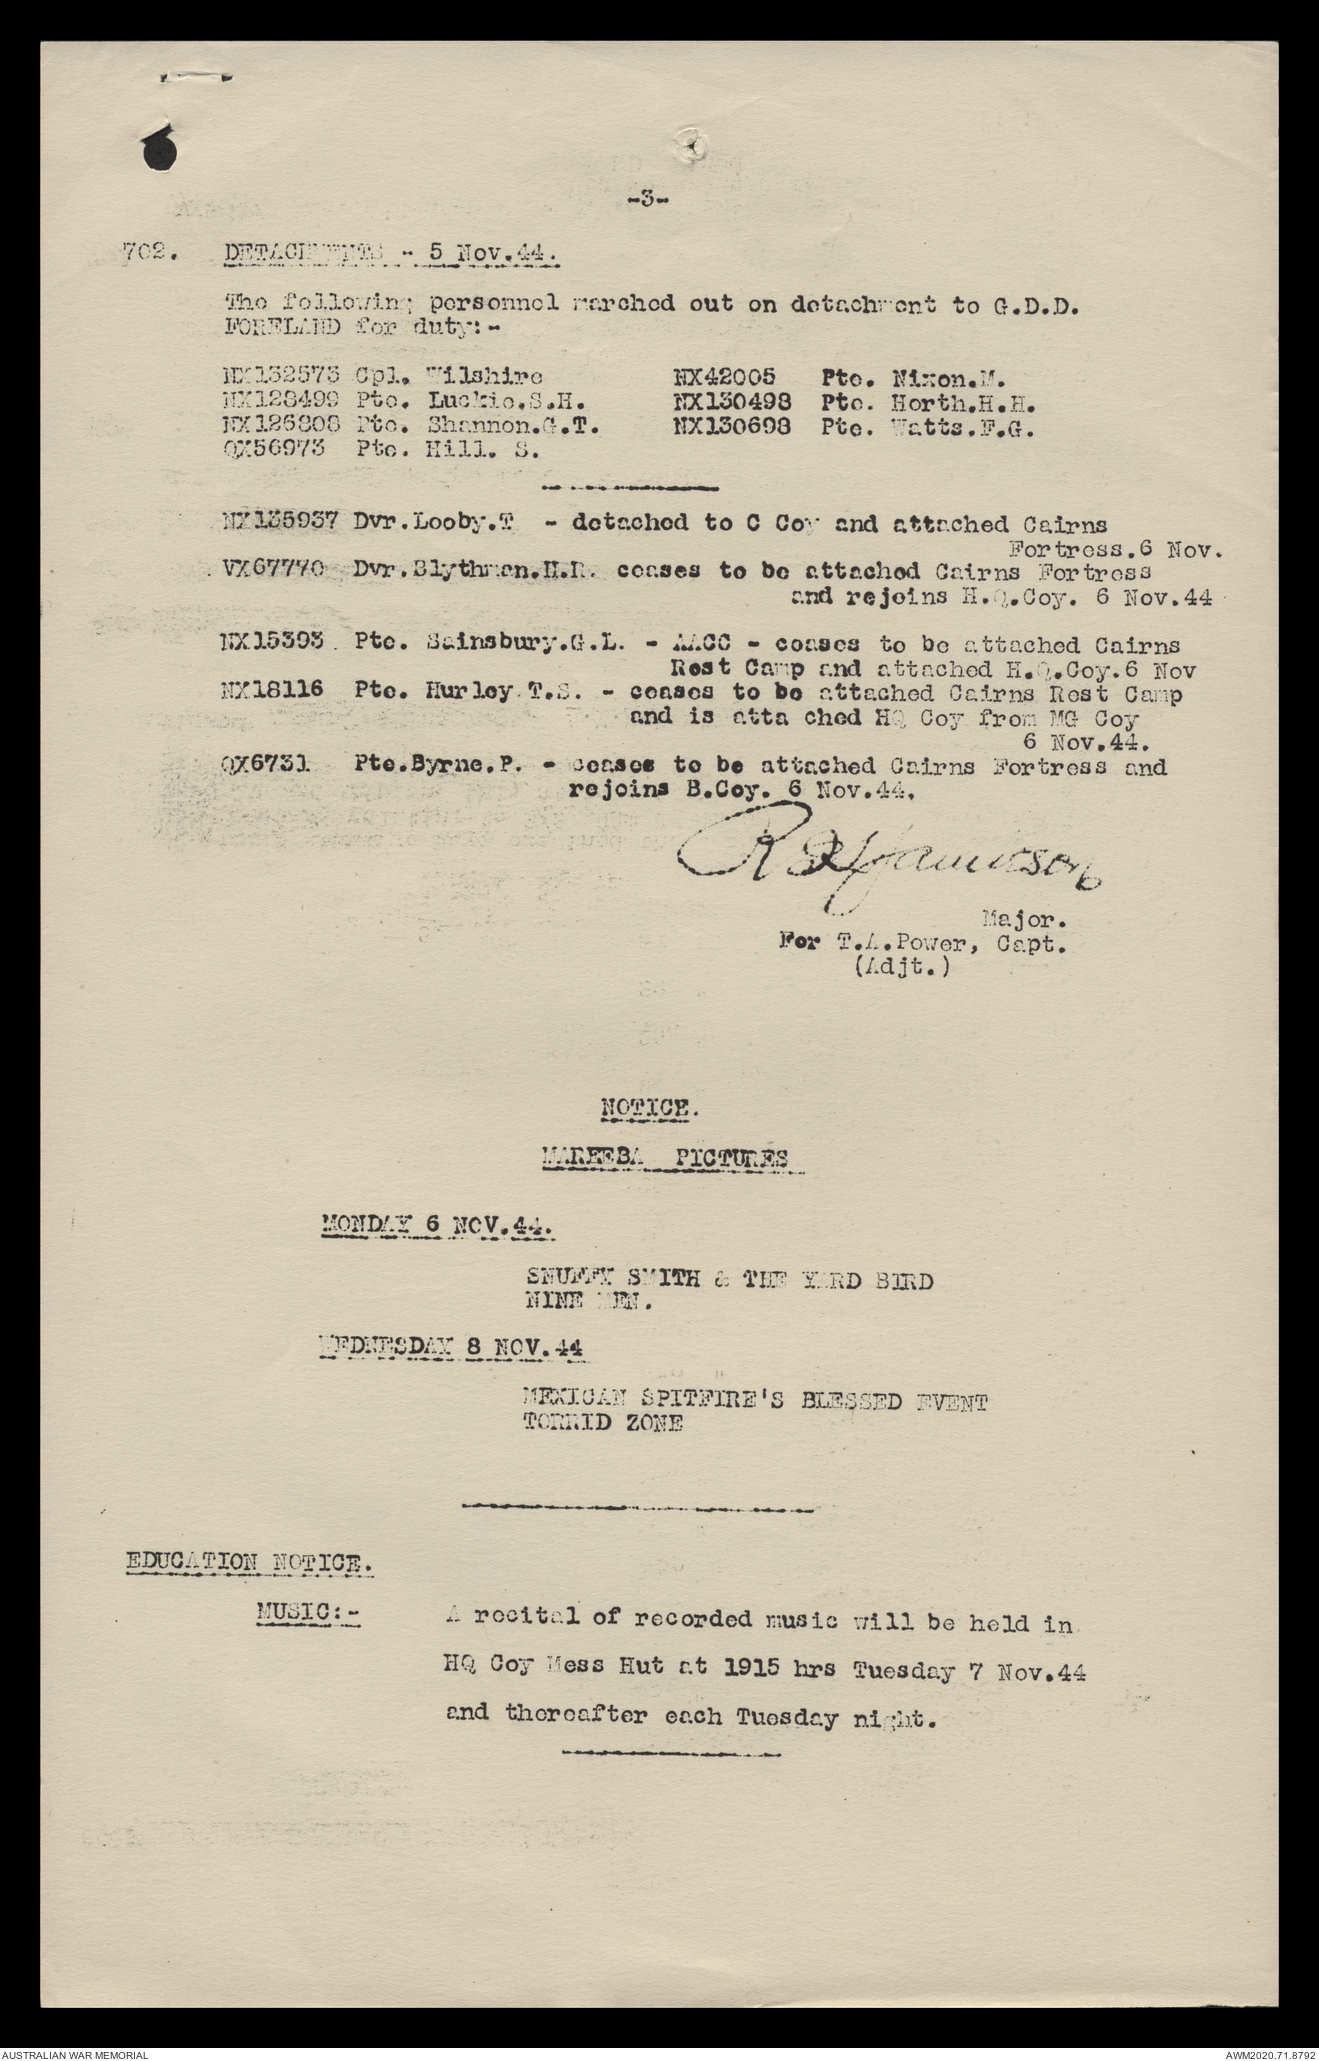 -3-
702. DETACHMENTS - 5 Nov.44.
The following personnel marched out on detachment to G.D.D.
FORELAND for duty:-
NX132573 Cpl. Wilshire NX42005 Pte. Nixon.M.
NX128499 Pte. Luckie.S.H. NX130498 Pte. Horth.H.H.
NX126808 Pte. Shannon.G.T. NX130698 Pte. Watts.F.G.
QX56973 Pte. Hill. S.
NX135937 Dvr.Looby.T - detached to C Coy and attached Cairns
Fortress.6 Nov.
VX67770 Dvr.Slythman.H.R. ceases to be attached Cairns Fortress
and rejoins H.Q.Coy. 6 Nov.44
NX15393. Pte. Sainsbury.G.L. - AACC - ceases to be attached Cairns
Rest Camp and attached H.Q.Coy.6 Nov
NX18116 Pte. Hurley.T.S. - ceases to be attached Cairns Rest Camp
and is atta ched HQ Coy from MG Coy
6 Nov.44.
QX6731 Pte.Byrne.P. - ceases to be attached Cairns Fortress and
rejoins B.Coy. 6 Nov.44.
Major.
For T.A.Power, Capt.
(Adjt.)
NOTICE.
MAREEBA PICTURES
MONDAY 6 NOV.44.
SNUFFY SMITH & THE YARD BIRD
NINE MEN.
WEDNESDAY 8 NOV.44
MEXICAN SPITFIRE'S BLESSED EVENT
TORRID ZONE
EDUCATION NOTICE.
MUSIC:- A recital of recorded music will be held in
HQ Coy Mess Hut at 1915 hrs Tuesday 7 Nov.44
and thereafter each Tuesday night.
AUSTRALIAN WAR MEMORIAL AWM2020.71.8792